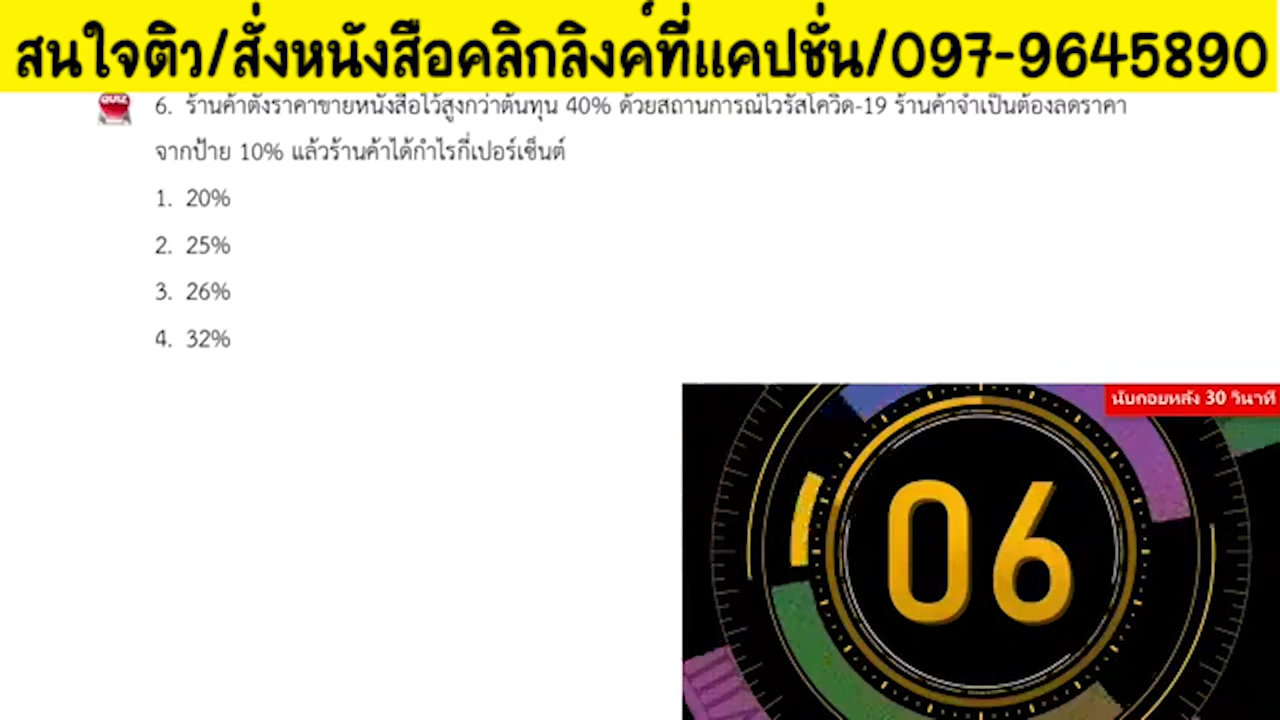 สนใจติว/สั่งหนังสือคลิกลิงค์ที่แคปชั่น/097-9645890
QUIZ
6. ร้านค้าตั้งราคาขายหนังสือไว้สูงกว่าต้นทุน 40% ด้วยสถานการณ์ไวรัสโควิด-19 ร้านค้าจำเป็นต้องลดราคา
จากป้าย 10% แล้วร้านค้าได้กำไรกี่เปอร์เซ็นต์
1. 20%
2. 25%
3. 26%
4. 32%
นับถอยหลัง 30 วินาที
06